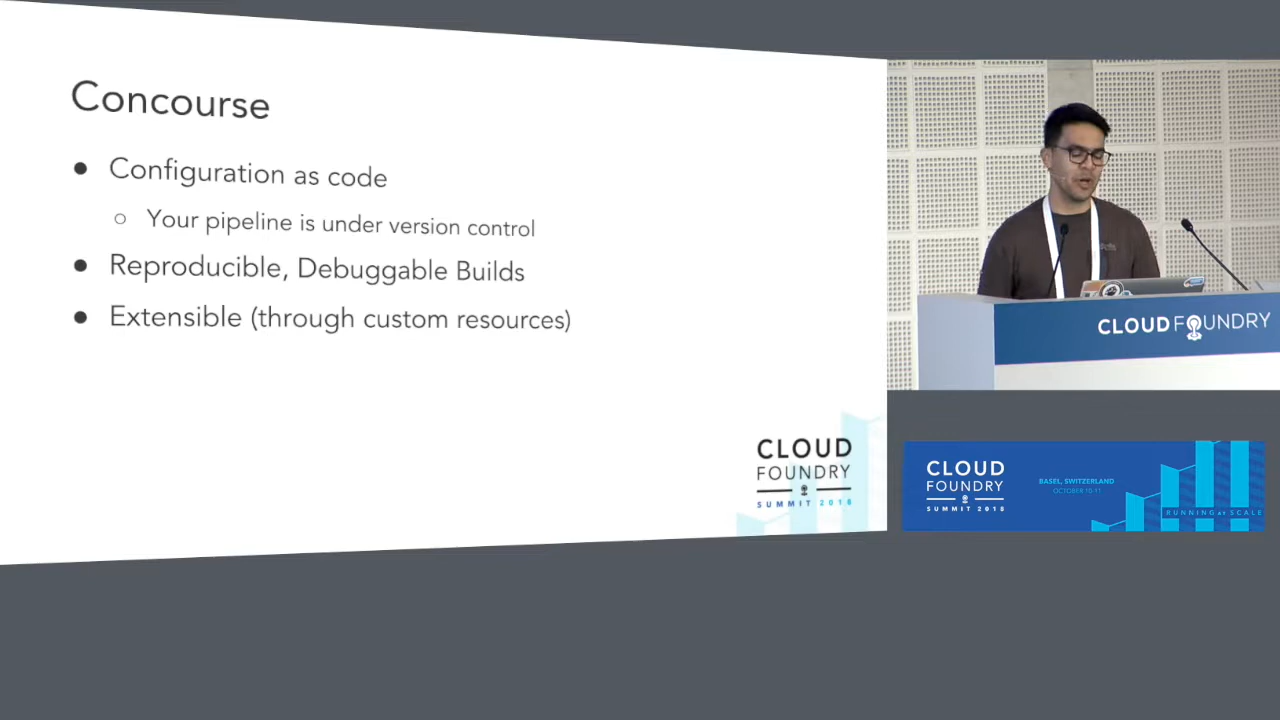 Concourse
● Configuration as code
○ Your pipeline is under version control
● Reproducible, Debuggable Builds
● Extensible (through custom resources)
CLOUD
FOUNDRY
SUMMIT 2018
CLOUD FOUNDRY
CLOUD
FOUNDRY
SUMMIT 2018
BASEL, SWITZERLAND
OCTOBER 10-11
RUNNING AT SCALE